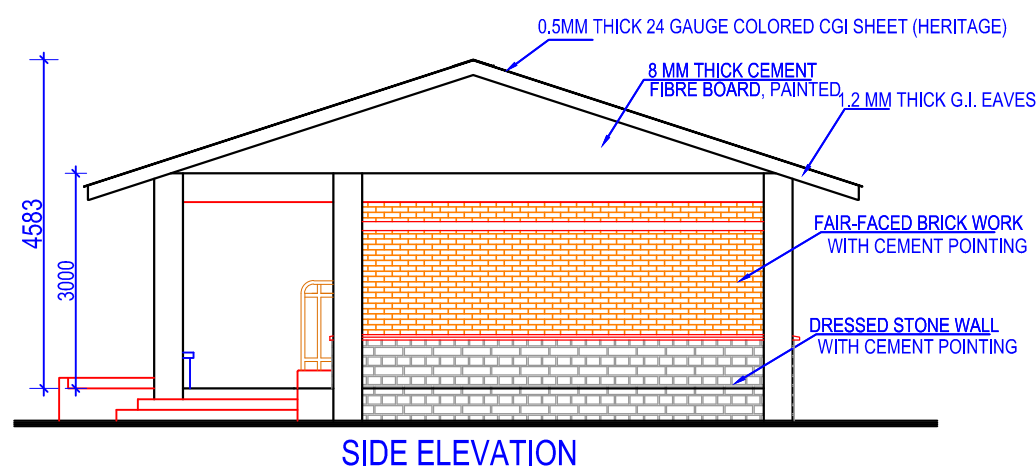 0.5MM THICK 24 GAUGE COLORED CGI SHEET (HERITAGE)
8 MM THICK CEMENT
FIBRE BOARD, PAINTED
1.2 MM THICK G.I. EAVES
4583
3000
FAIR-FACED BRICK WORK
WITH CEMENT POINTING
DRESSED STONE WALL
WITH CEMENT POINTING
SIDE ELEVATION